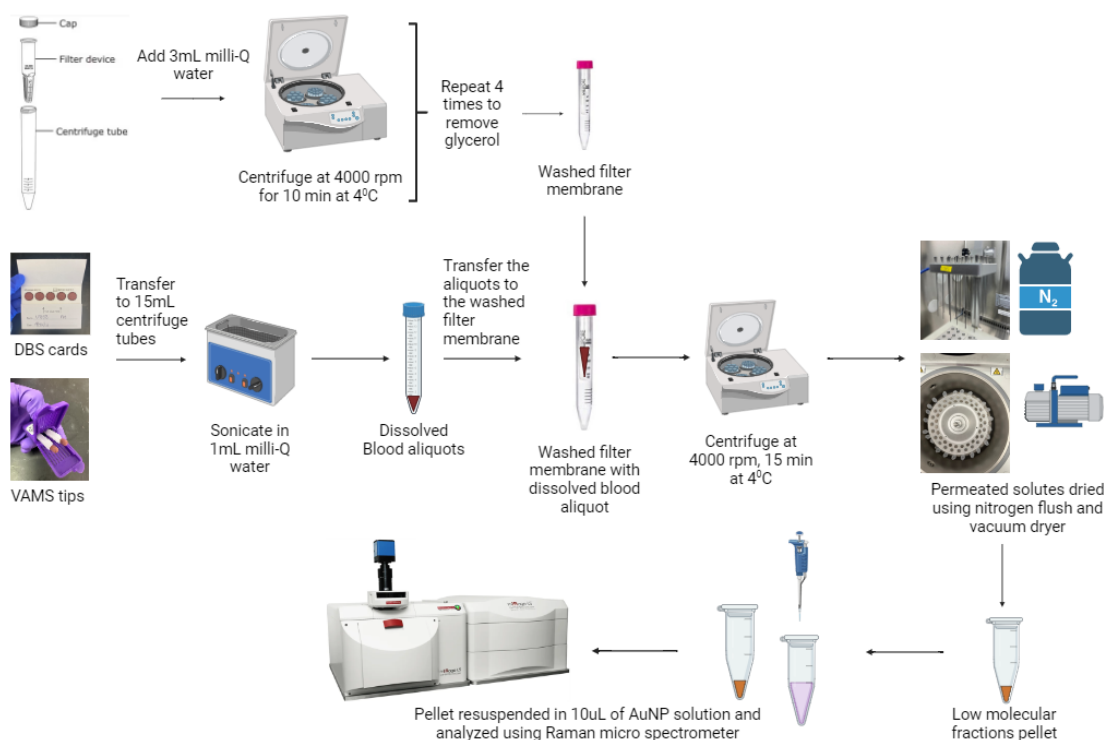 Cap
Filter device
Centrifuge tube
Add 3mL milli-Q
water
Centrifuge at 4000 rpm
for 10 min at 4⁰C
Repeat 4
times to
remove
glycerol
Washed filter
membrane
DBS cards
VAMS tips
Transfer
to 15mL
centrifuge
tubes
Sonicate in
1mL milli-Q
water
Dissolved
Blood aliquots
Transfer the
aliquots to
the washed
filter
membrane
Washed filter
membrane with
dissolved blood
aliquot
Centrifuge at
4000 rpm, 15 min
at 4⁰C
N₂
Permeated solutes dried
using nitrogen flush and
vacuum dryer
Low molecular
fractions pellet
Pellet resuspended in 10uL of AuNP solution and
analyzed using Raman micro spectrometer